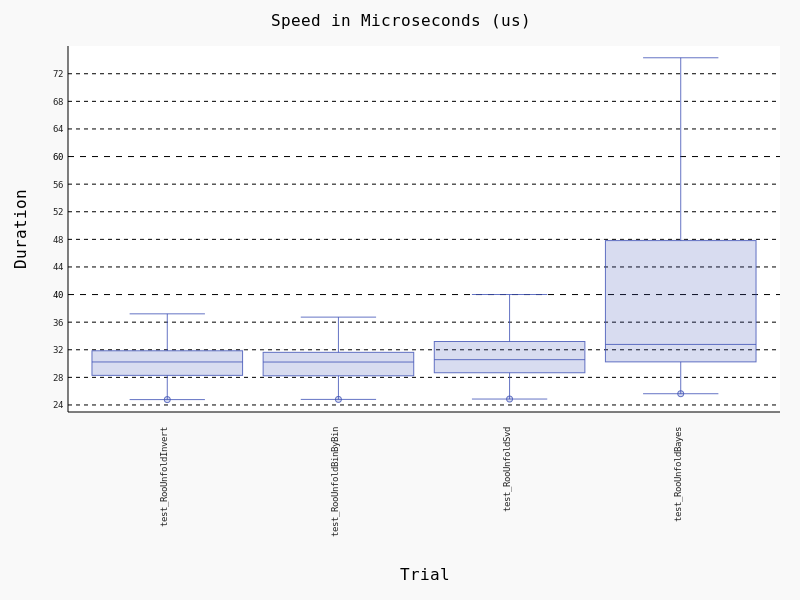 Speed in Microseconds (us)
Duration
72
68
64
60
56
52
48
44
40
36
32
28
24
test_RooUnfoldInvert
test_RooUnfoldBinByBin
test_RooUnfoldSvd
test_RooUnfoldBayes
Trial